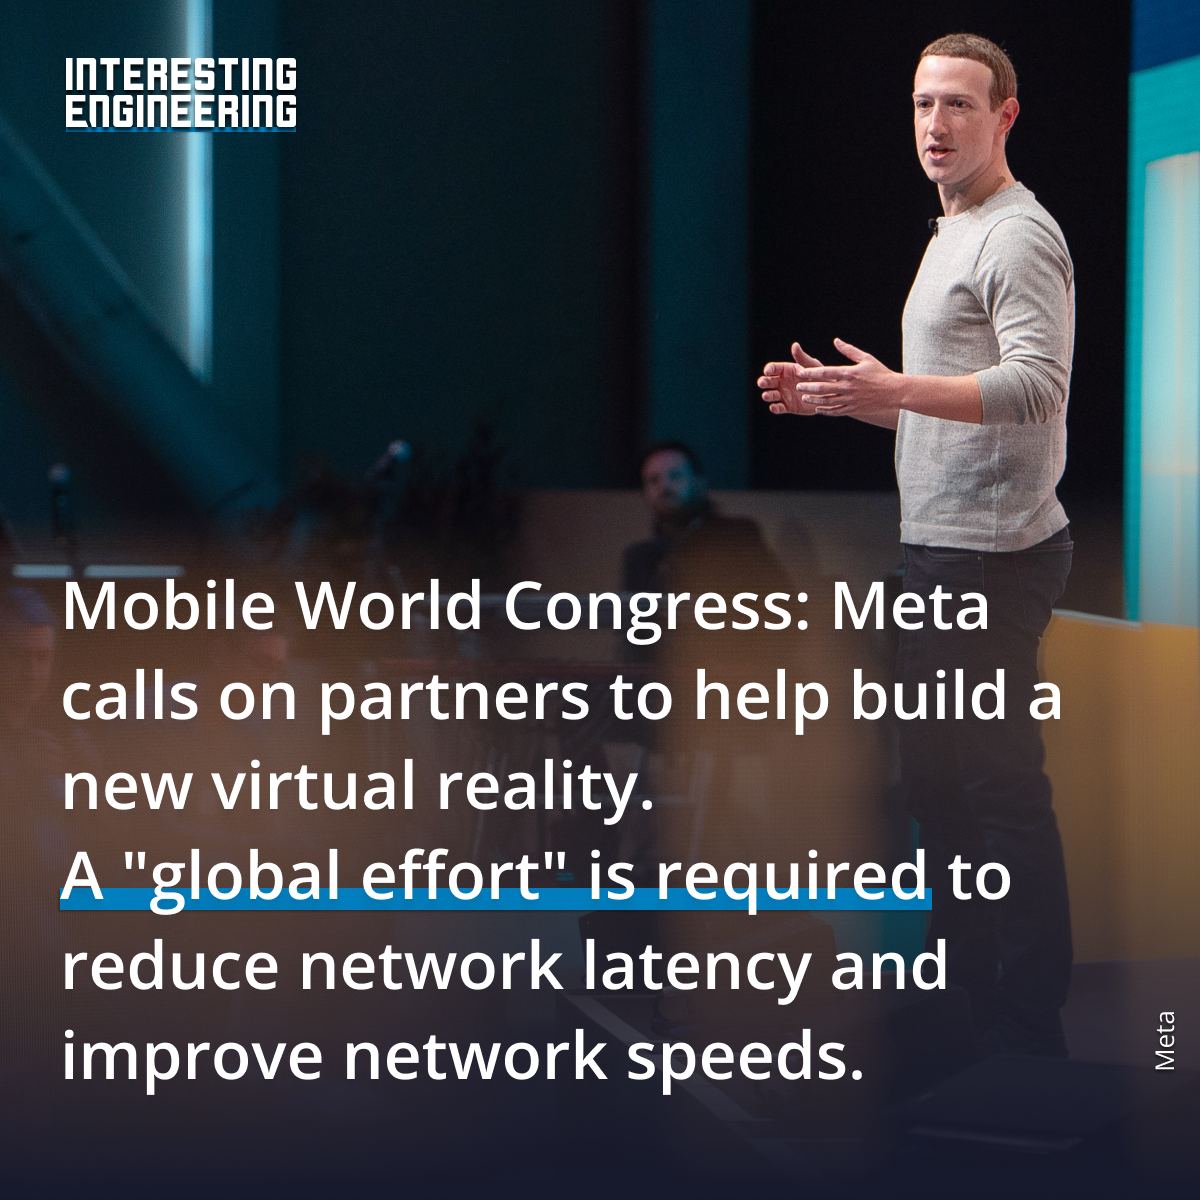 INTERESTING
ENGINEERING
Mobile World Congress: Meta
calls on partners to help build a
new virtual reality.
A "global effort" is required to
reduce network latency and
improve network speeds.
Meta